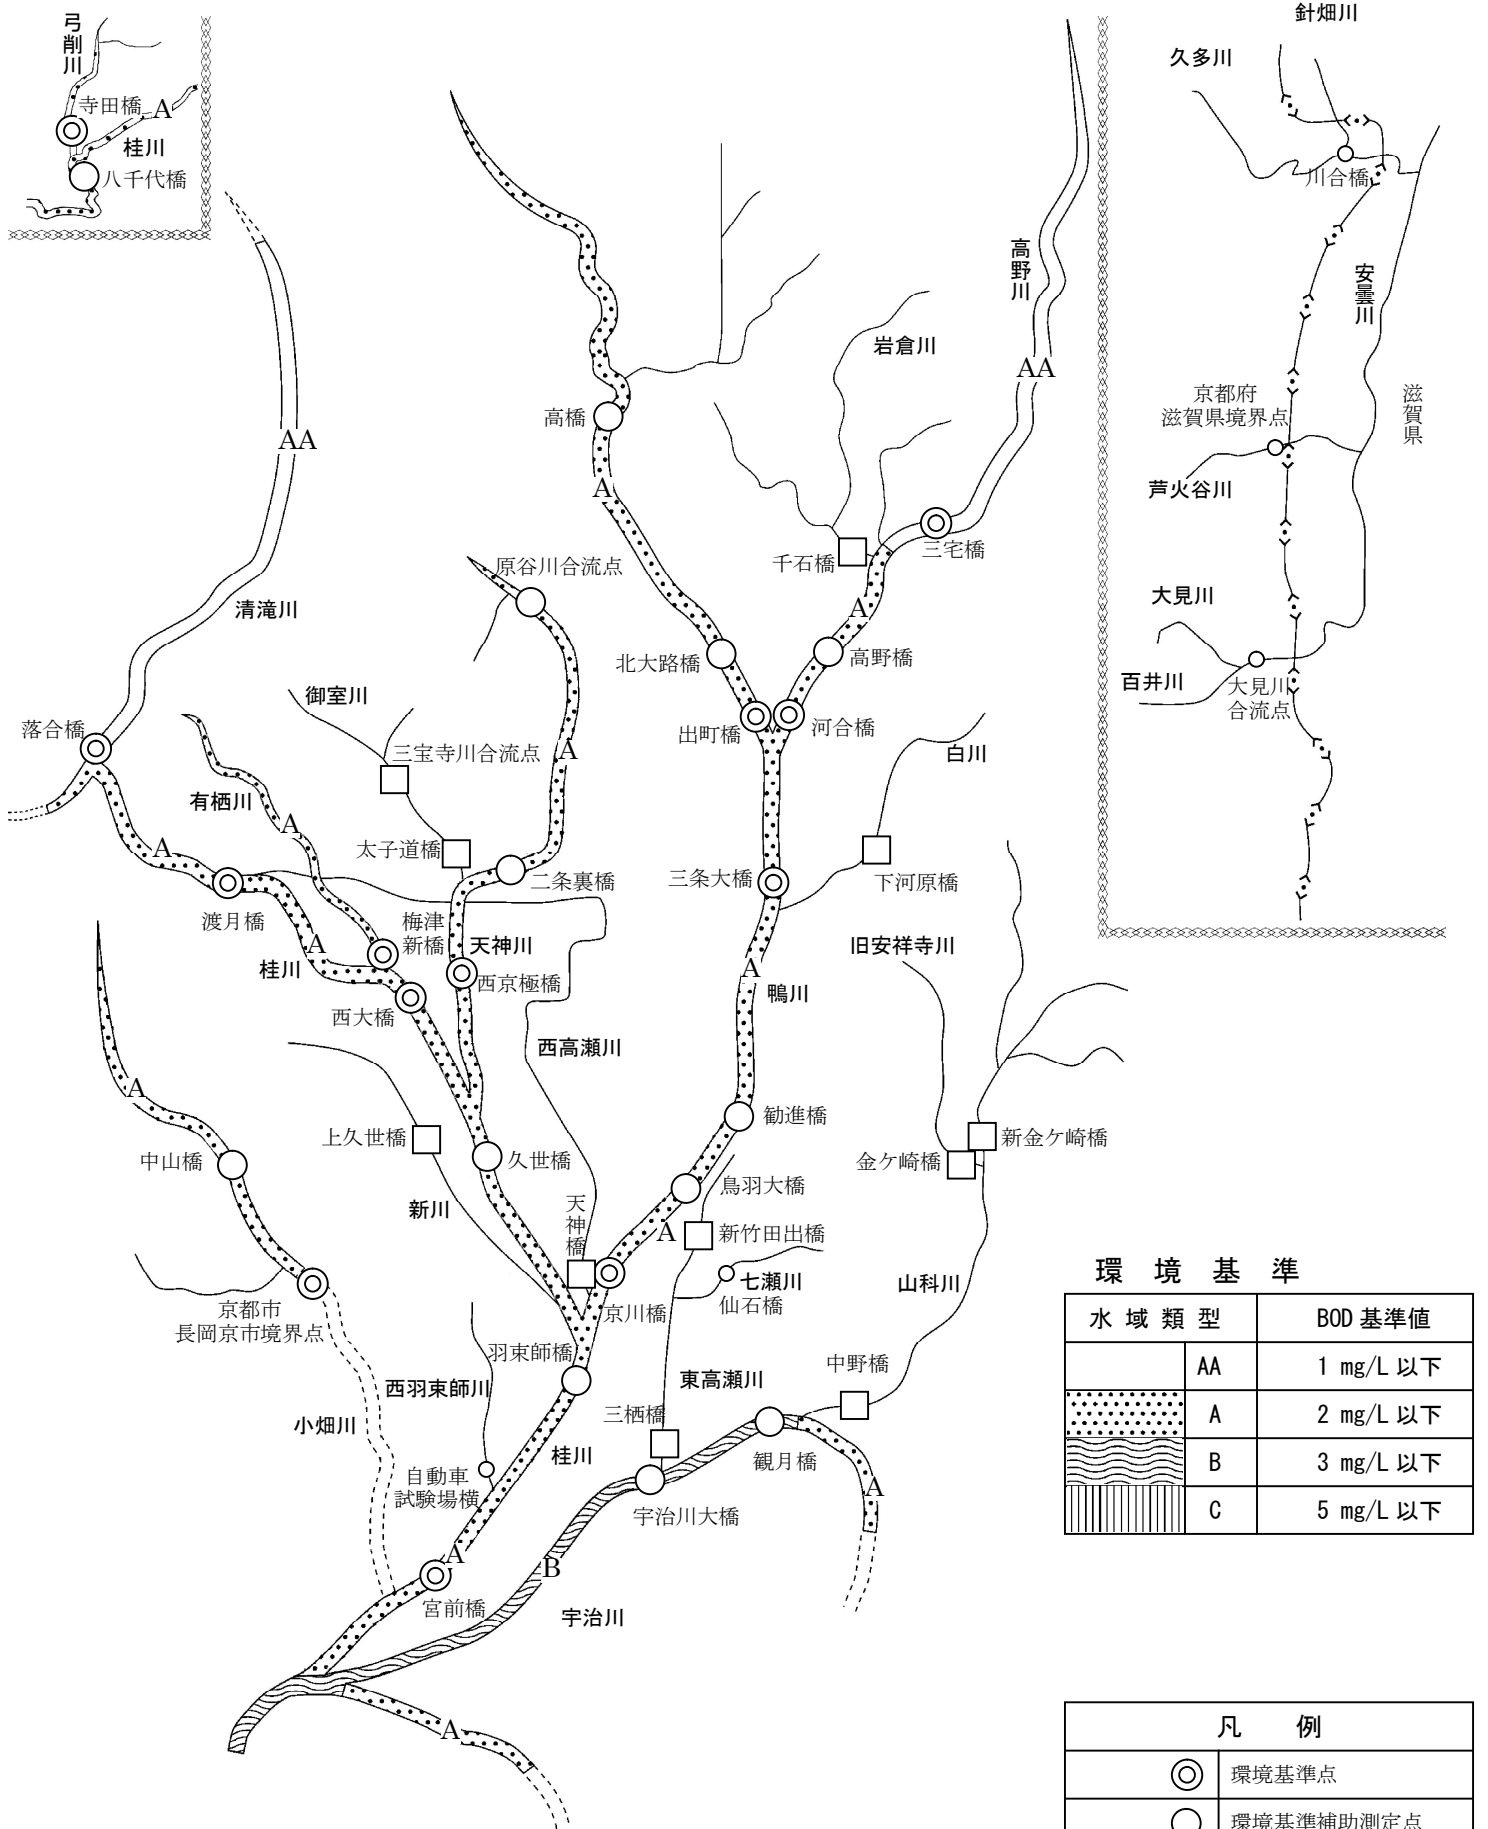 弓削川
寺田橋
A
桂川
八千代橋
針畑川
久多川
川合橋
安曇川
滋賀県
京都府
滋賀県境界点
芦火谷川
大見川
百井川
大見川
合流点
高野川
AA
岩倉川
高橋
A
千石橋
三宅橋
A
北大路橋
高野橋
出町橋
河合橋
AA
清滝川
落合橋
原谷川合流点
御室川
三宝寺川合流点
A
有栖川
A
太子道橋
二条裏橋
A
渡月橋
梅津
新橋
天神川
西京極橋
A
桂川
西大橋
白川
三条大橋
下河原橋
A
鴨川
旧安祥寺川
西高瀬川
A
中山橋
上久世橋
久世橋
勧進橋
新金ケ崎橋
金ケ崎橋
新川
天神橋
鳥羽大橋
A
新竹田出橋
七瀬川
仙石橋
山科川
京都市
長岡京市境界点
京川橋
羽束師橋
西羽束師川
東高瀬川
中野橋
小畑川
三栖橋
桂川
観月橋
自動車
試験場横
A
宇治川大橋
A
B
宮前橋
宇治川
A
環境基準
水域類型 BOD基準値
AA 1 mg/L 以下
A 2 mg/L 以下
B 3 mg/L 以下
C 5 mg/L 以下
凡例
環境基準点
環境基準補助測定点